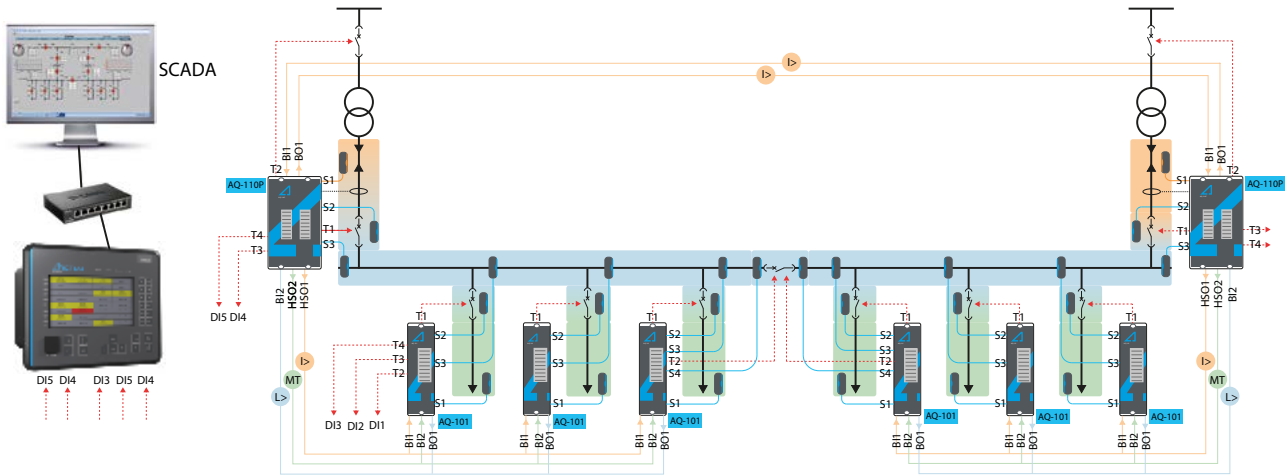 SCADA
DI5 DI4 DI3 DI5 DI4
BI1
BO1
T2
AQ-110P
S1
S2
T1
S3
T4
T3
BI2
HSO2
HSO1
DI5 DI4
I>
I>
BI1
BO1
T2
AQ-110P
S1
S2
T1
S3
T3
T4
HSO1
HSO2
BI2
I>
MT
L>
T1
T4
T3
T2
S2
S3
S1
AQ-101
DI3 DI2 DI1
BI1
BI2
BO1
T1
S2
S3
S1
AQ-101
BI1
BI2
BO1
T1
S2
S3
T2
S4
S1
AQ-101
BI1
BI2
BO1
T1
S2
S3
T2
S4
S1
AQ-101
BI1
BI2
BO1
T1
S2
S3
S1
AQ-101
BI1
BI2
BO1
T1
S2
S3
S1
AQ-101
BI1
BI2
BO1
I>
MT
L>